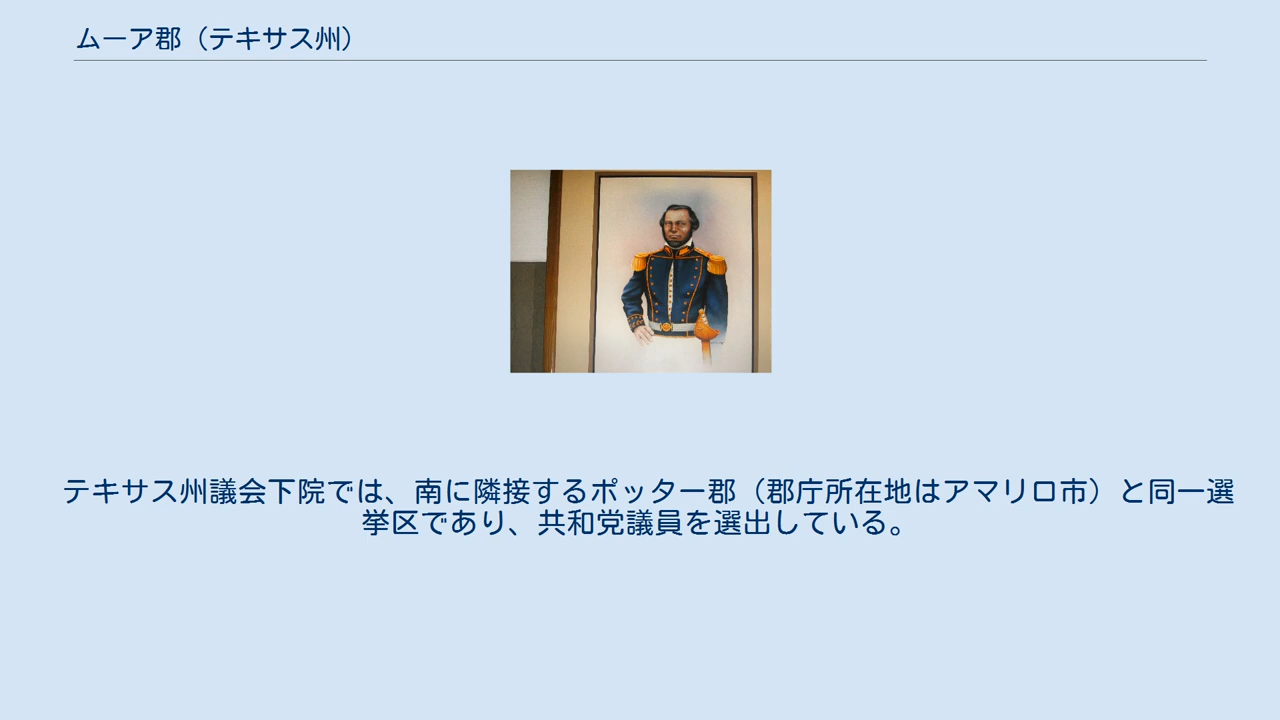 ムーア郡（テキサス州）
テキサス州議会下院では、南に隣接するポッター郡（郡庁所在地はアマリロ市）と同一選
挙区であり、共和党議員を選出している。